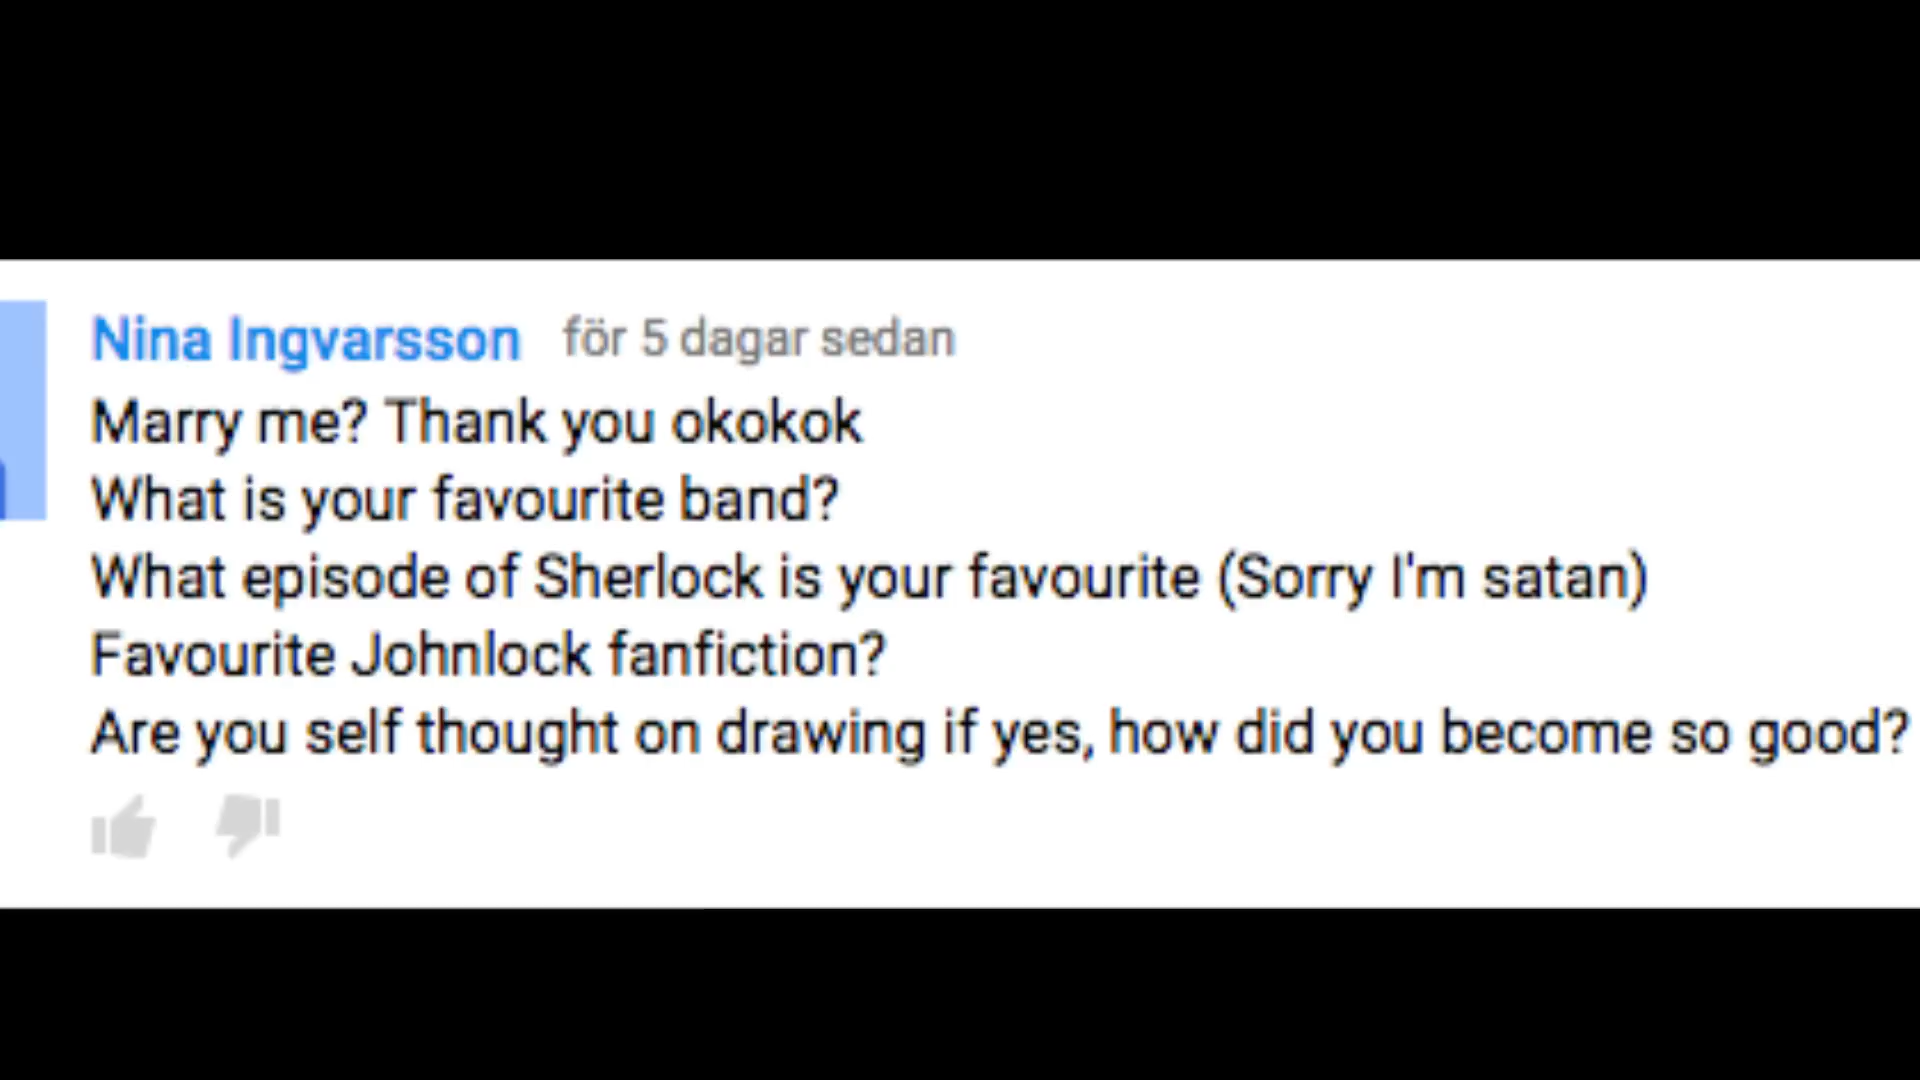 Nina Ingvarsson för 5 dagar sedan
Marry me? Thank you okokok
What is your favourite band?
What episode of Sherlock is your favourite (Sorry I'm satan)
Favourite Johnlock fanfiction?
Are you self thought on drawing if yes, how did you become so good?